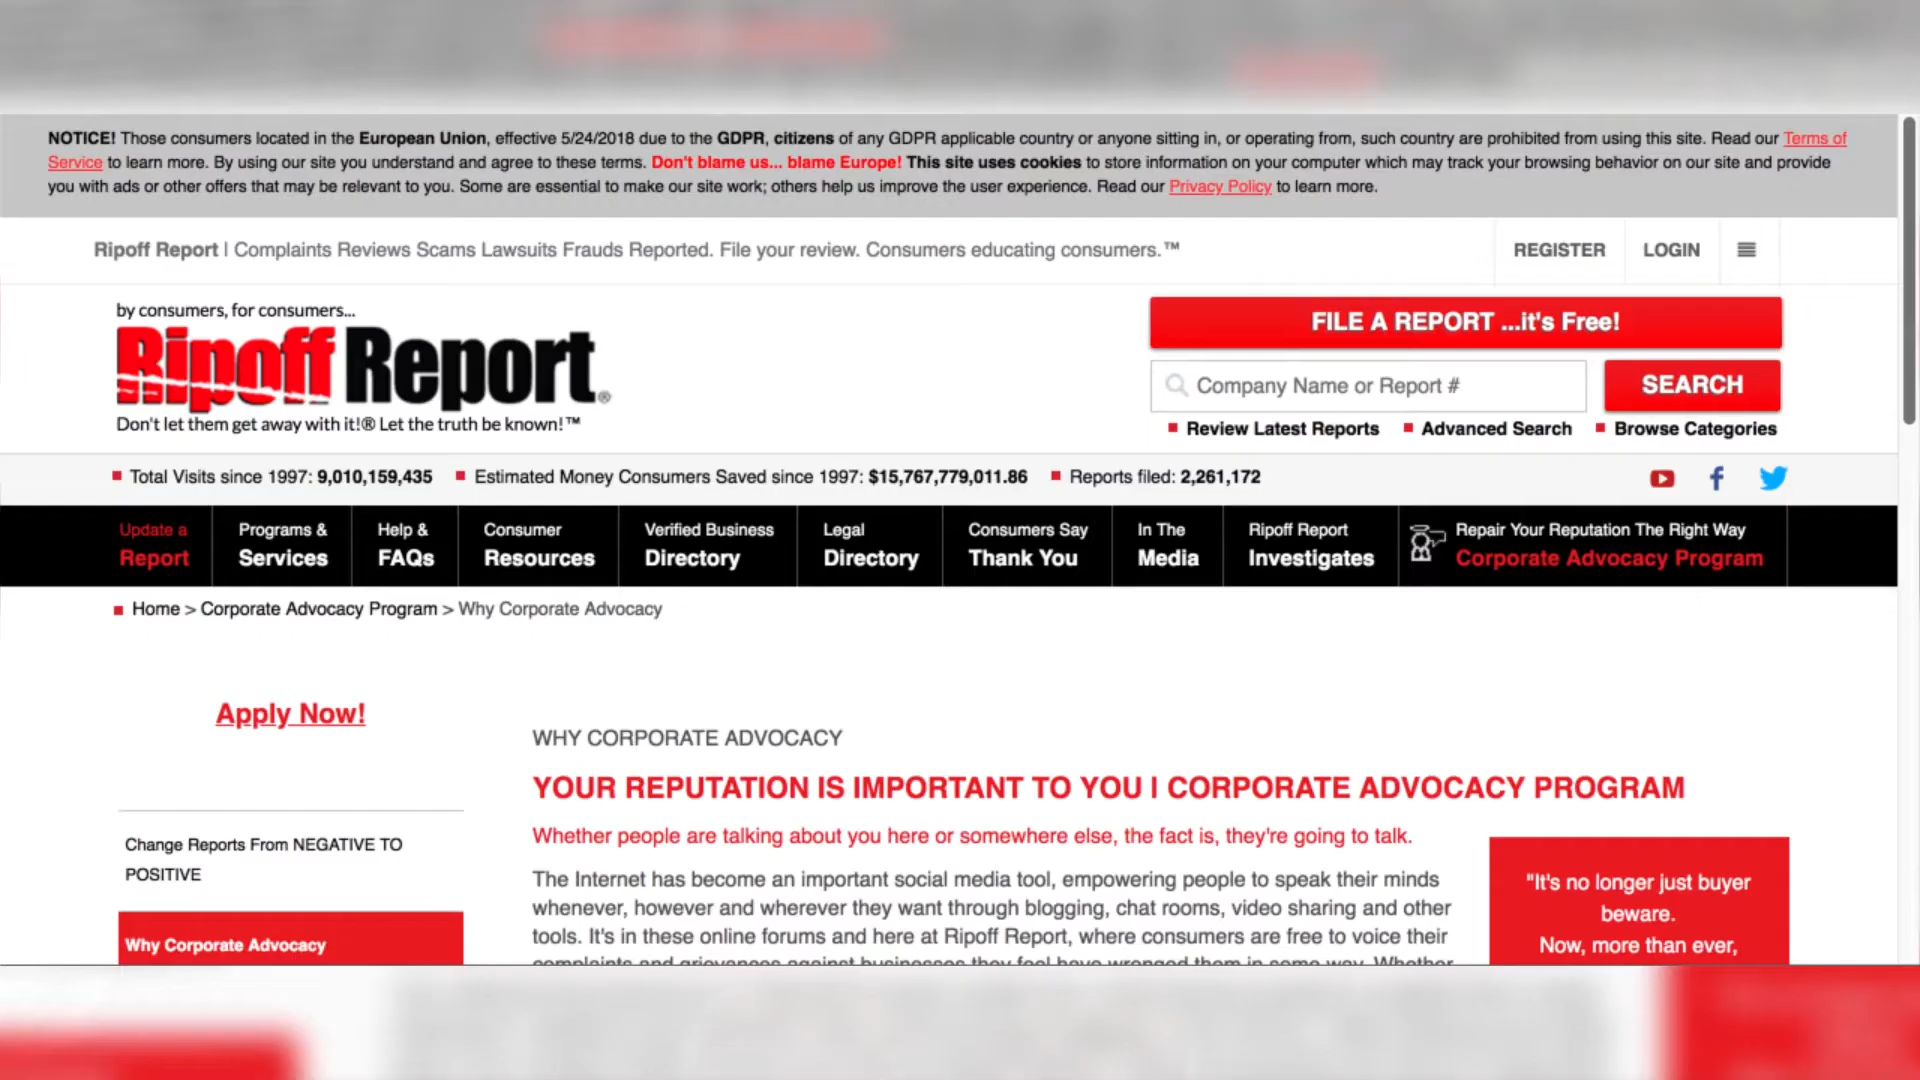 NOTICE! Those consumers located in the European Union, effective 5/24/2018 due to the GDPR, citizens of any GDPR applicable country or anyone sitting in, or operating from, such country are prohibited from using this site. Read our Terms of
Service to learn more. By using our site you understand and agree to these terms. Don't blame us... blame Europe! This site uses cookies to store information on your computer which may track your browsing behavior on our site and provide
you with ads or other offers that may be relevant to you. Some are essential to make our site work; others help us improve the user experience. Read our Privacy Policy to learn more.
Ripoff Report | Complaints Reviews Scams Lawsuits Frauds Reported. File your review. Consumers educating consumers.™
REGISTER
LOGIN
by consumers, for consumers...
Ripoff Report®
Don't let them get away with it!® Let the truth be known!™
FILE A REPORT ...it's Free!
Company Name or Report #
SEARCH
Review Latest Reports
Advanced Search
Browse Categories
Total Visits since 1997: 9,010,159,435
Estimated Money Consumers Saved since 1997: $15,767,779,011.86
Reports filed: 2,261,172
Update a
Report
Programs &
Services
Help &
FAQs
Consumer
Resources
Verified Business
Directory
Legal
Directory
Consumers Say
Thank You
In The
Media
Ripoff Report
Investigates
Repair Your Reputation The Right Way
Corporate Advocacy Program
Home > Corporate Advocacy Program > Why Corporate Advocacy
Apply Now!
Change Reports From NEGATIVE TO
POSITIVE
Why Corporate Advocacy
WHY CORPORATE ADVOCACY
YOUR REPUTATION IS IMPORTANT TO YOU | CORPORATE ADVOCACY PROGRAM
Whether people are talking about you here or somewhere else, the fact is, they're going to talk.
The Internet has become an important social media tool, empowering people to speak their minds
whenever, however and wherever they want through blogging, chat rooms, video sharing and other
tools. It's in these online forums and here at Ripoff Report, where consumers are free to voice their
complaints and grievances against businesses they feel have wronged them in some way. Whether
"It's no longer just buyer
beware.
Now, more than ever,